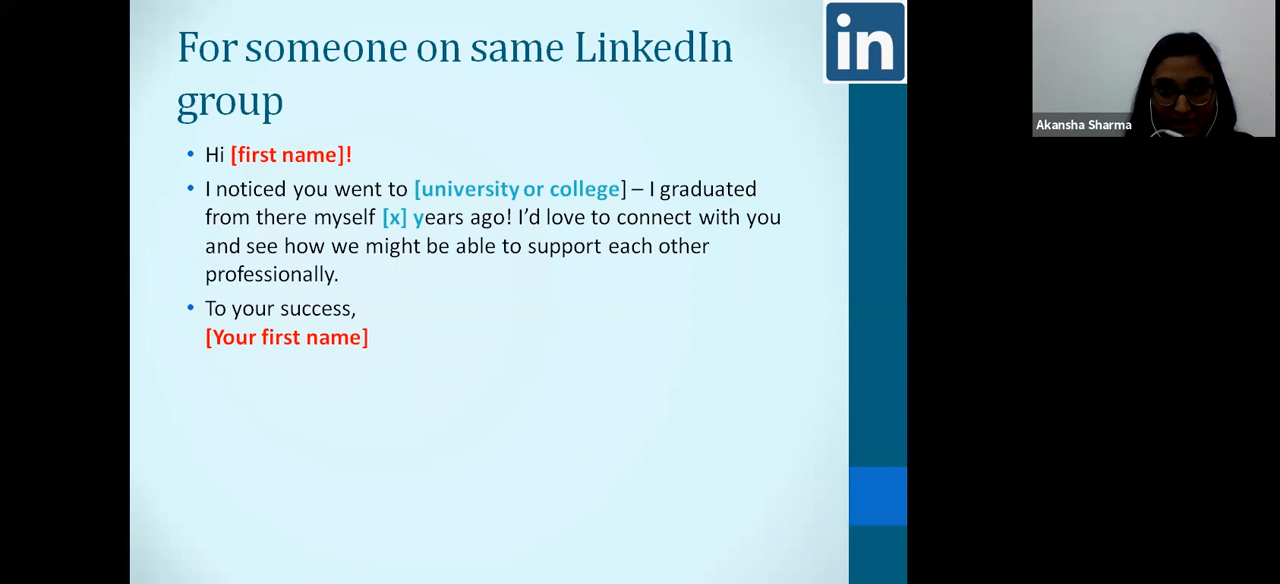 For someone on same LinkedIn
group
in
• Hi [first name]!
• I noticed you went to [university or college] – I graduated
from there myself [x] years ago! I'd love to connect with you
and see how we might be able to support each other
professionally.
• To your success,
[Your first name]
Akansha Sharma